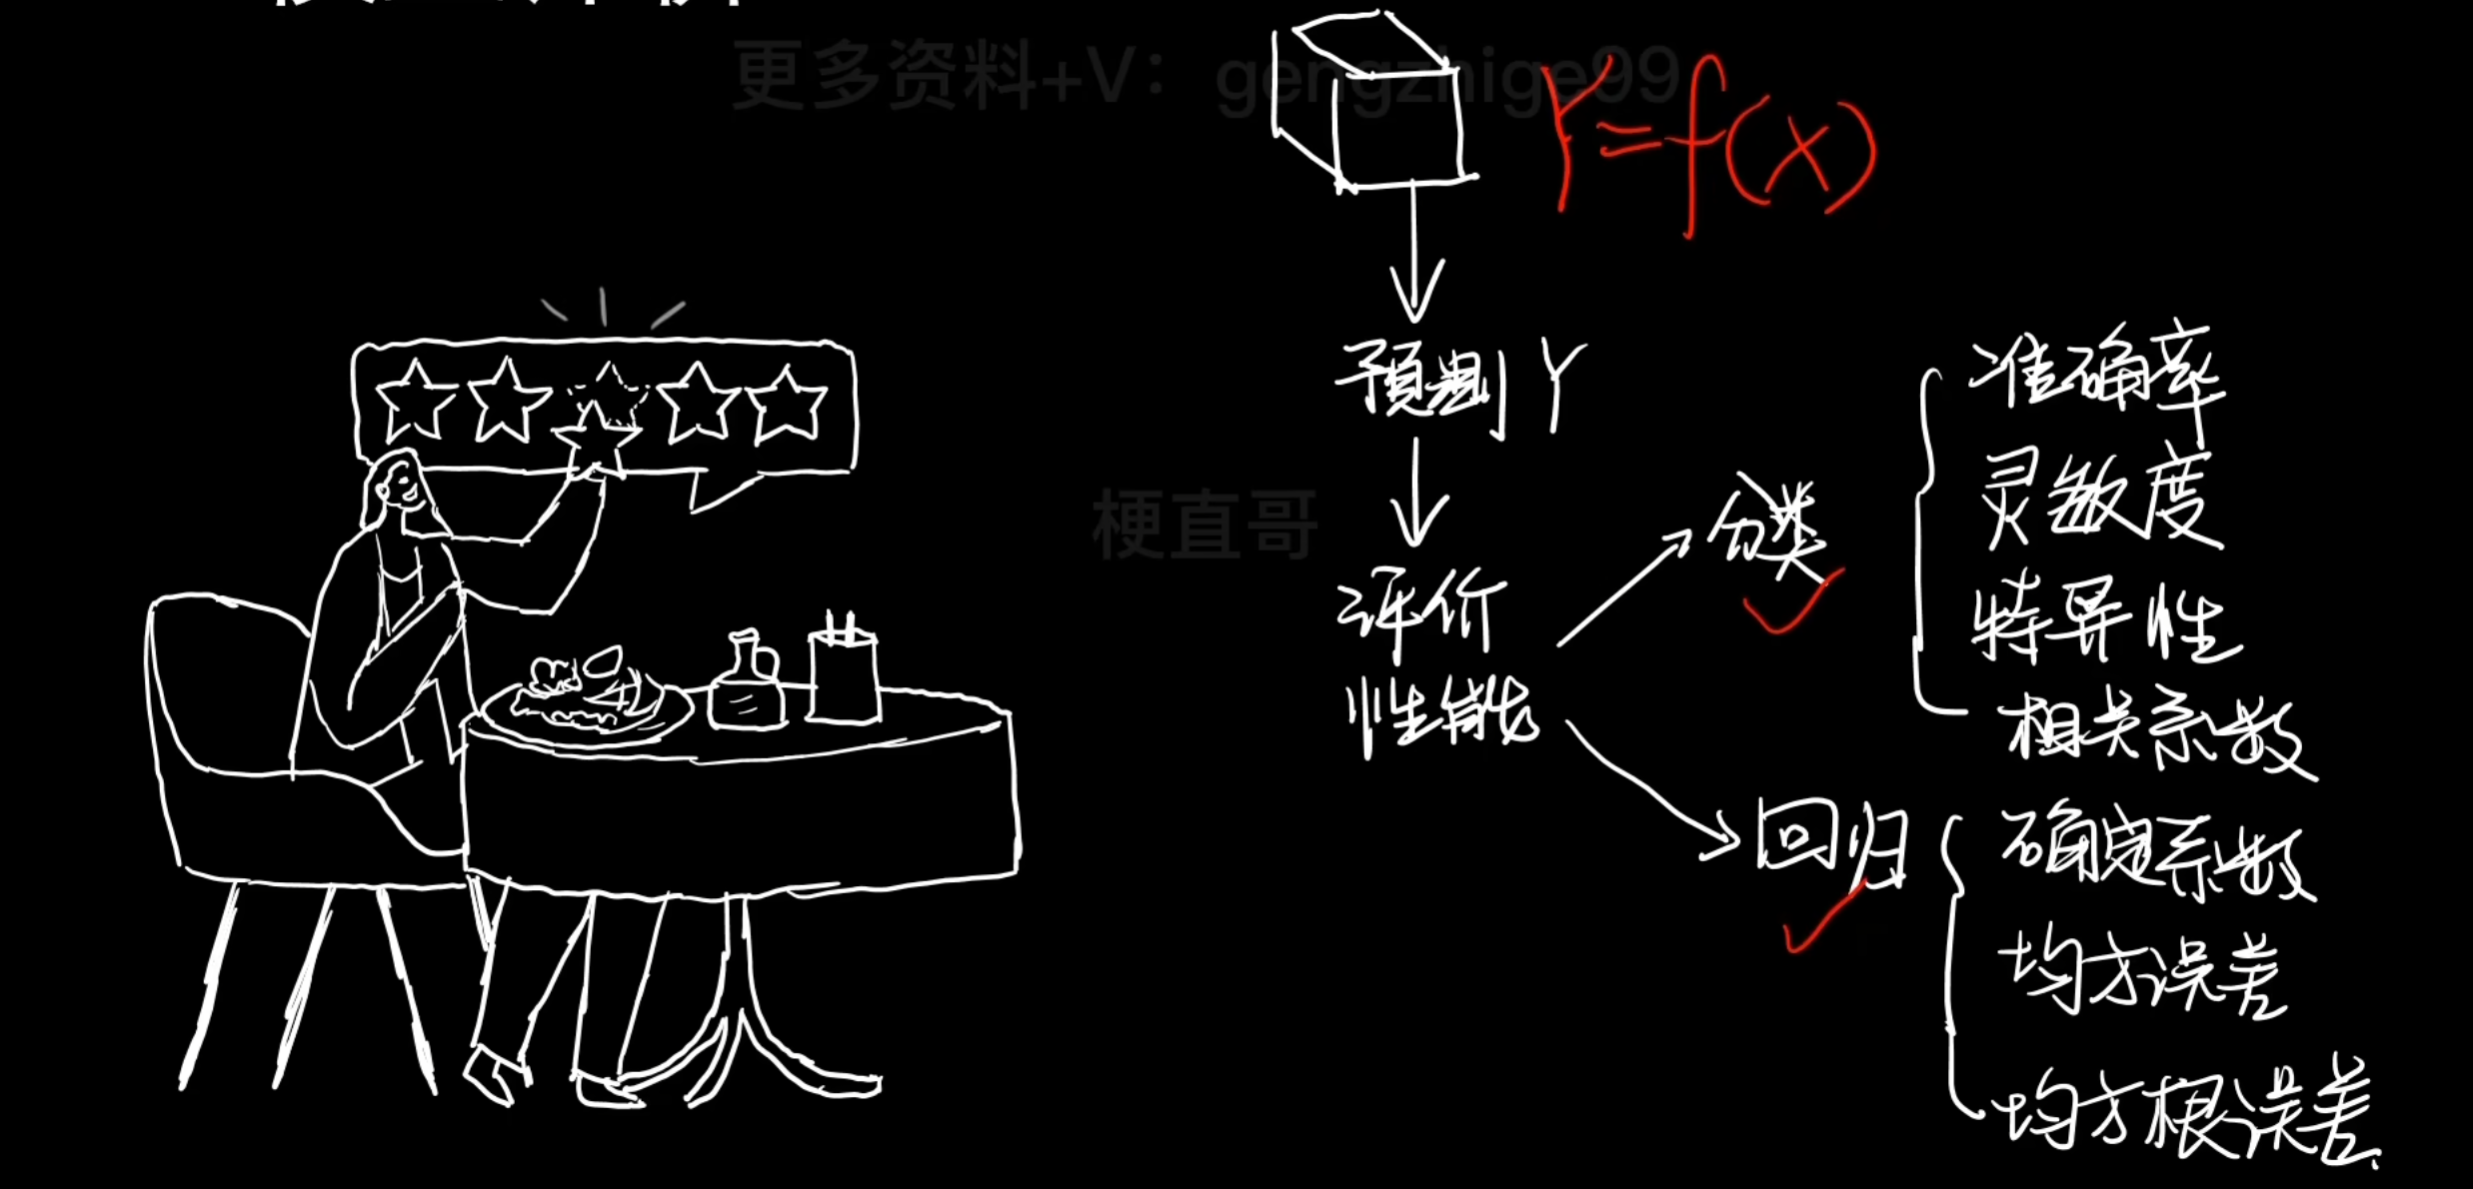 更多资料+V：gengzhige99
Y=f(x)
预测Y
梗直哥
评价
性能
分类
准确率
灵敏度
特异性
相关系数
回归
确定系数
均方误差
均方根误差